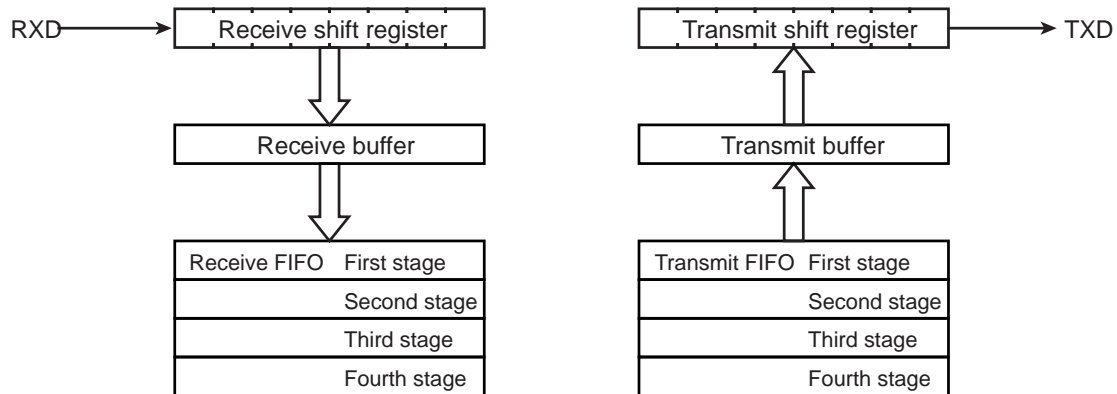 RXD
Receive shift register
Receive buffer
Receive FIFO First stage
Second stage
Third stage
Fourth stage
Transmit shift register
TXD
Transmit buffer
Transmit FIFO First stage
Second stage
Third stage
Fourth stage